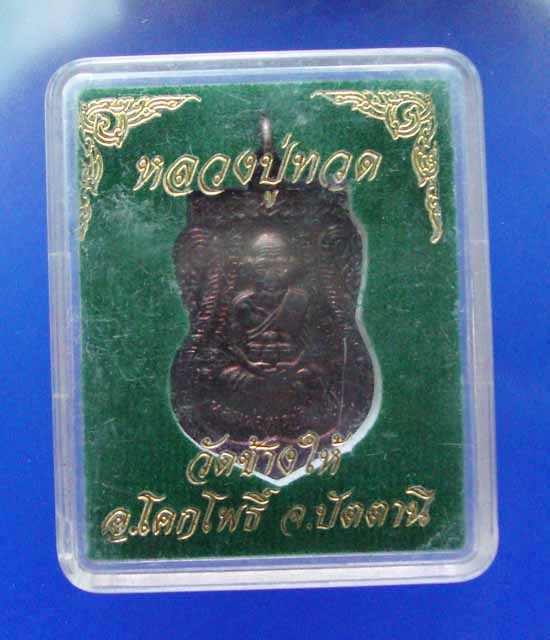 หลวงปู่ทวด
วัดช้างให้
อ.โคกโพธิ์ จ.ปัตตานี